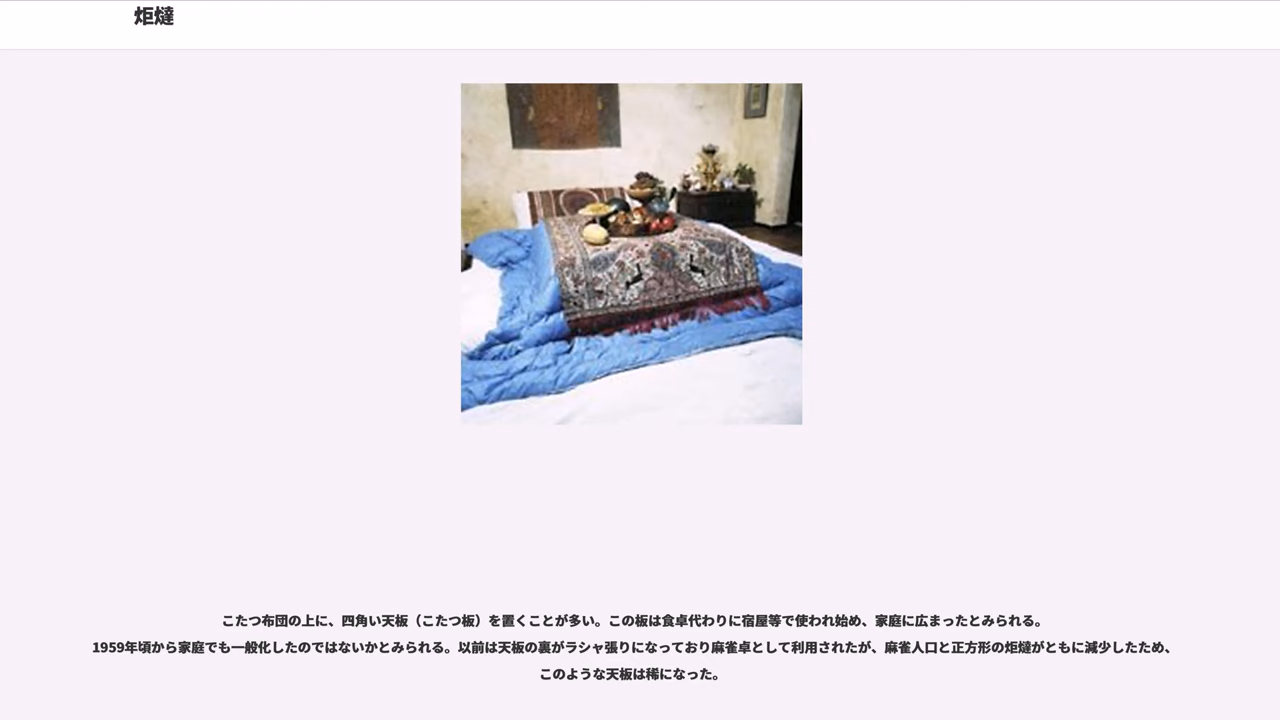 炬燵
こたつ布団の上に、四角い天板（こたつ板）を置くことが多い。この板は食卓代わりに宿屋等で使われ始め、家庭に広まったとみられる。
1959年頃から家庭でも一般化したのではないかとみられる。以前は天板の裏がラシャ張りになっており麻雀卓として利用されたが、麻雀人口と正方形の炬燵がともに減少したため、
このような天板は稀になった。